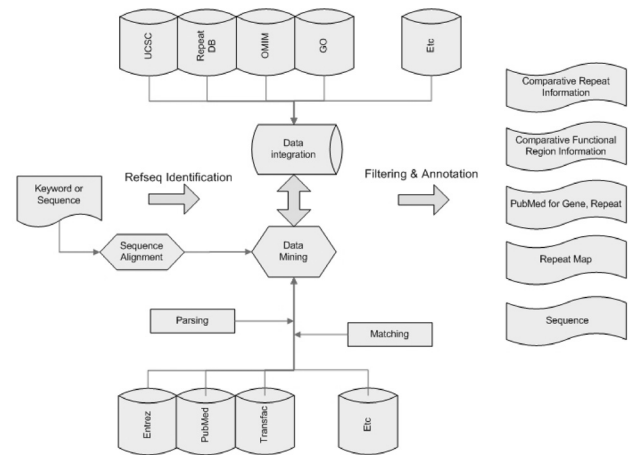 UCSC
Repeat
DB
OMIM
GO
Etc
Data
integration
Comparative Repeat
Information
Comparative Functional
Region Information
PubMed for Gene, Repeat
Repeat Map
Sequence
Keyword or
Sequence
Refseq Identification
Filtering & Annotation
Sequence
Alignment
Data
Mining
Parsing
Matching
Entrez
PubMed
Transfac
Etc